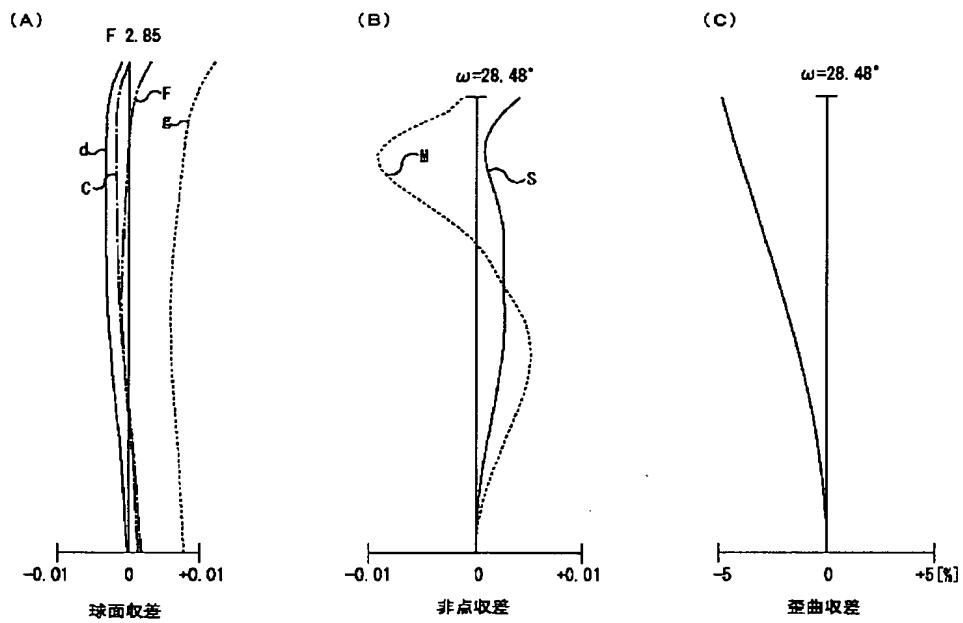 (A)
F 2.85
F
g
d
C
-0.01 0 +0.01
球面収差
(B)
ω=28.48°
M
S
-0.01 0 +0.01
非点収差
(C)
ω=28.48°
-5 0 +5[%]
歪曲収差